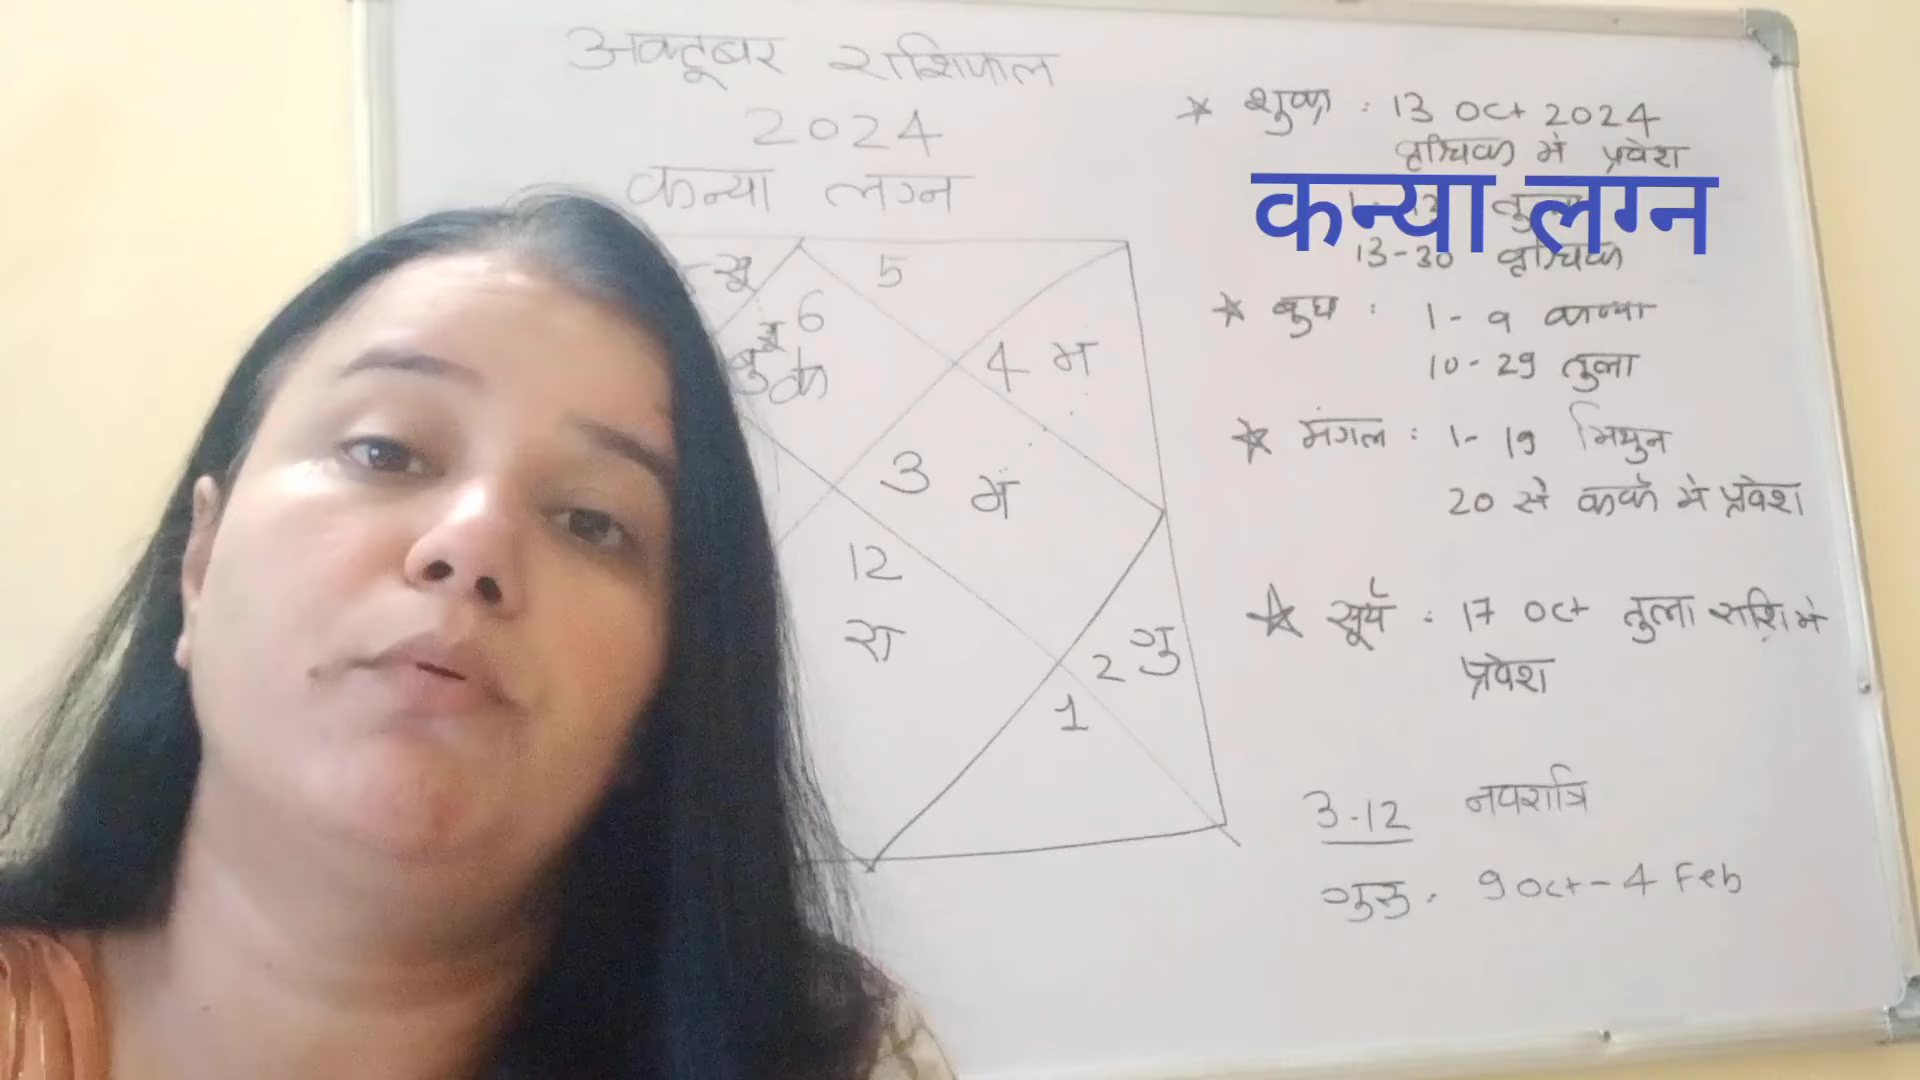 अक्टूबर राशिफल
2024
कन्या लग्न
सू
5
6
बु सू
के
4 म
3 मं
12
रा
2 गु
1
शुक्र : 13 Oct 2024
वृश्चिक में प्रवेश
कन्या लग्न
तुला
13-30 वृश्चिक
बुध : 1-9 कन्या
10-29 तुला
मंगल : 1-19 मिथुन
20 से कर्क में प्रवेश
सूर्य : 17 Oct तुला राशि में
प्रवेश
3-12 नवरात्रि
गुरु. 9 Oct-4 Feb